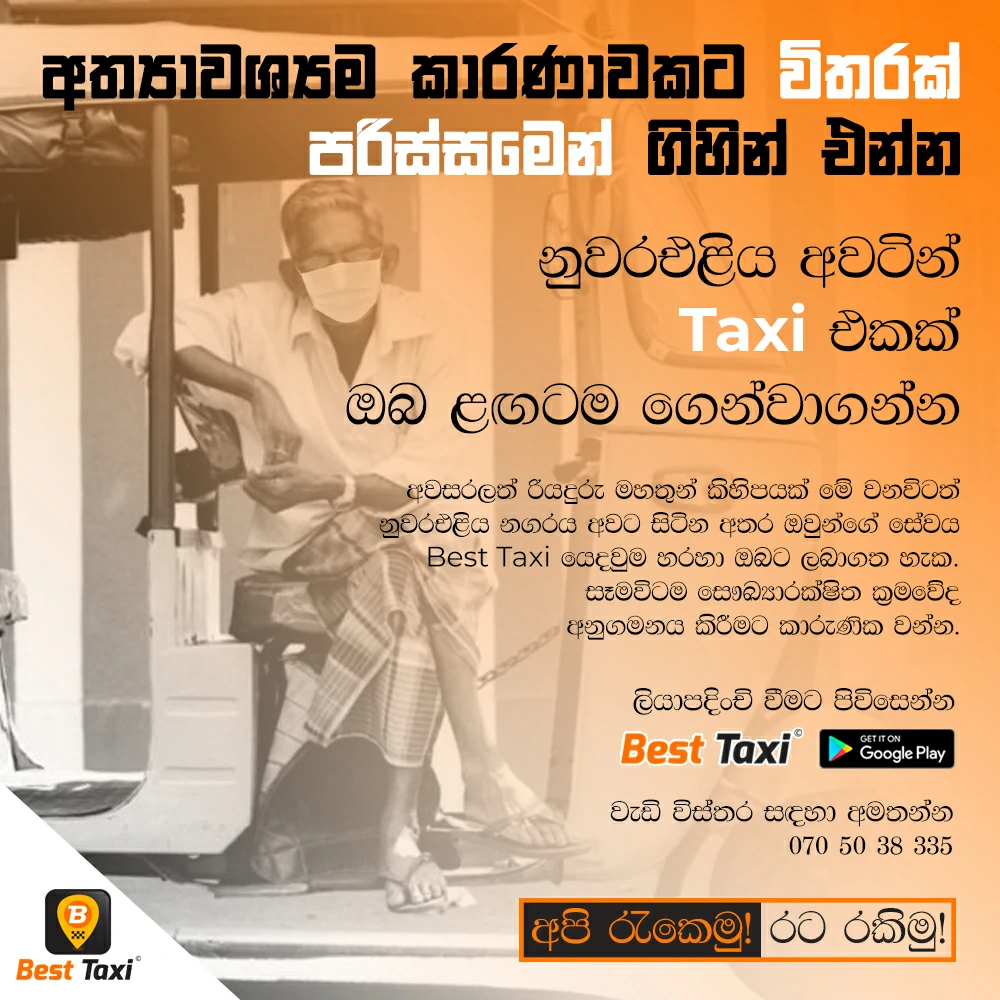 අත්‍යාවශ්‍යම කාරණාවකට විතරක්
පරිස්සමෙන් ගිහින් එන්න
නුවරඑළිය අවටින්
Taxi එකක්
ඔබ ළඟටම ගෙන්වාගන්න
අවසරලත් රියදුරු මහතුන් කිහිපයක් මේ වනවිටත්
නුවරඑළිය නගරය අවට සිටින අතර ඔවුන්ගේ සේවය
Best Taxi යෙදවුම හරහා ඔබට ලබාගත හැක.
සෑමවිටම සෞඛ්‍යාරක්ෂිත ක්‍රමවේද
අනුගමනය කිරීමට කාරුණික වන්න.
ලියාපදිංචි වීමට පිවිසෙන්න
Best Taxi©
GET IT ON
Google Play
වැඩි විස්තර සඳහා අමතන්න
070 50 38 335
අපි රැකෙමු! රට රකිමු!
B
Best Taxi©